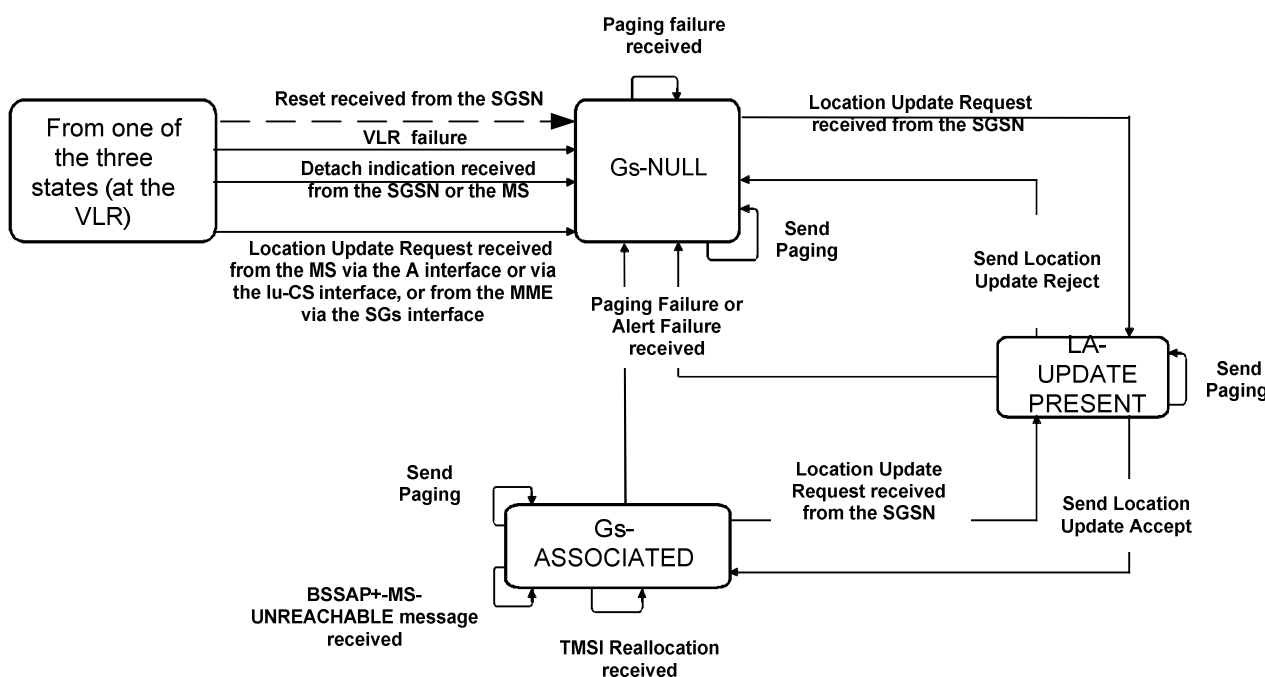 Paging failure
received
Reset received from the SGSN
VLR failure
Detach indication received
from the SGSN or the MS
Location Update Request received
from the MS via the A interface or via
the Iu-CS interface, or from the MME
via the SGs interface
From one of
the three
states (at the
VLR)
Gs-NULL
Location Update Request
received from the SGSN
Send
Paging
Send Location
Update Reject
Paging Failure or
Alert Failure
received
LA-
UPDATE
PRESENT
Send
Paging
Send
Paging
Location Update
Request received
from the SGSN
Send Location
Update Accept
Gs-
ASSOCIATED
BSSAP+-MS-
UNREACHABLE message
received
TMSI Reallocation
received